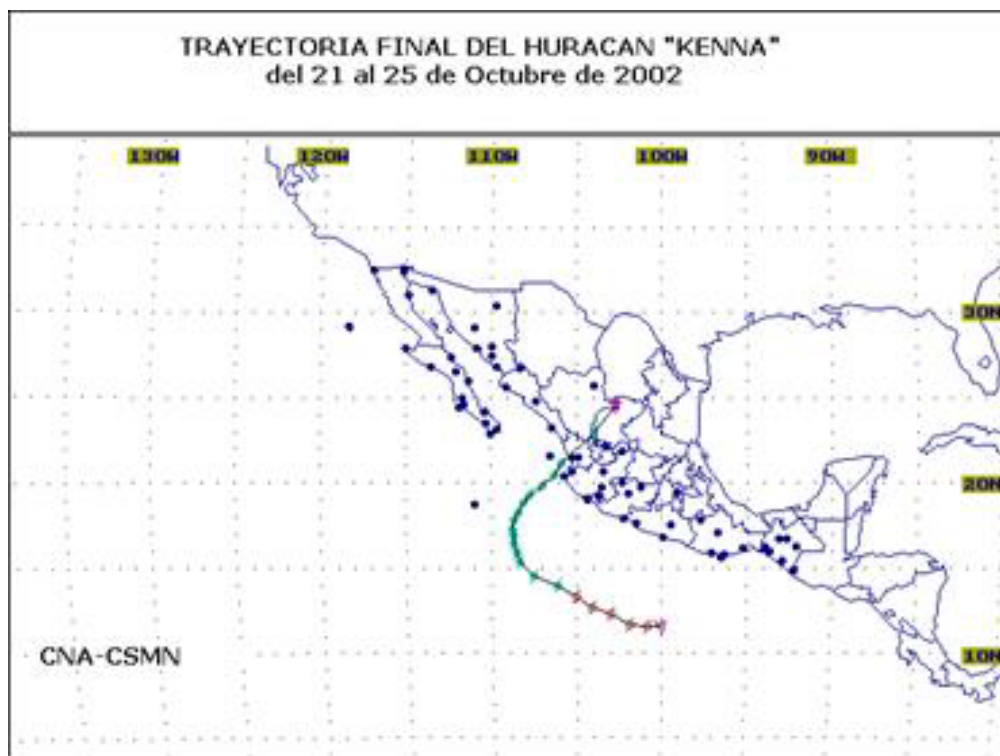 TRAYECTORIA FINAL DEL HURACAN "KENNA"
del 21 al 25 de Octubre de 2002
130W 120W 110W 100W 90W
30N
20N
10N
CNA-CSMN